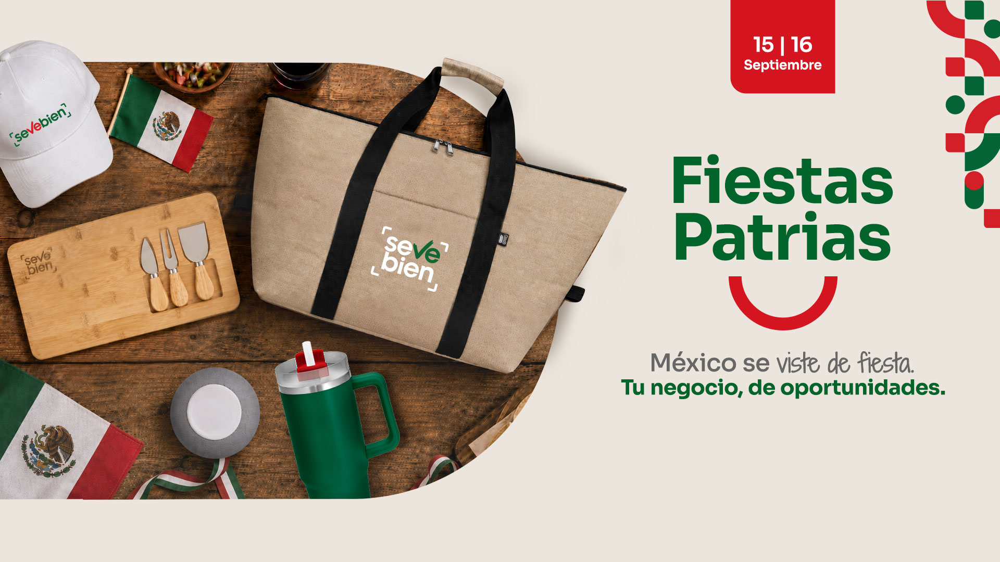 15 | 16
Septiembre
sevebien
seve
bien
seve
bien
Fiestas
Patrias
México se viste de fiesta.
Tu negocio, de oportunidades.